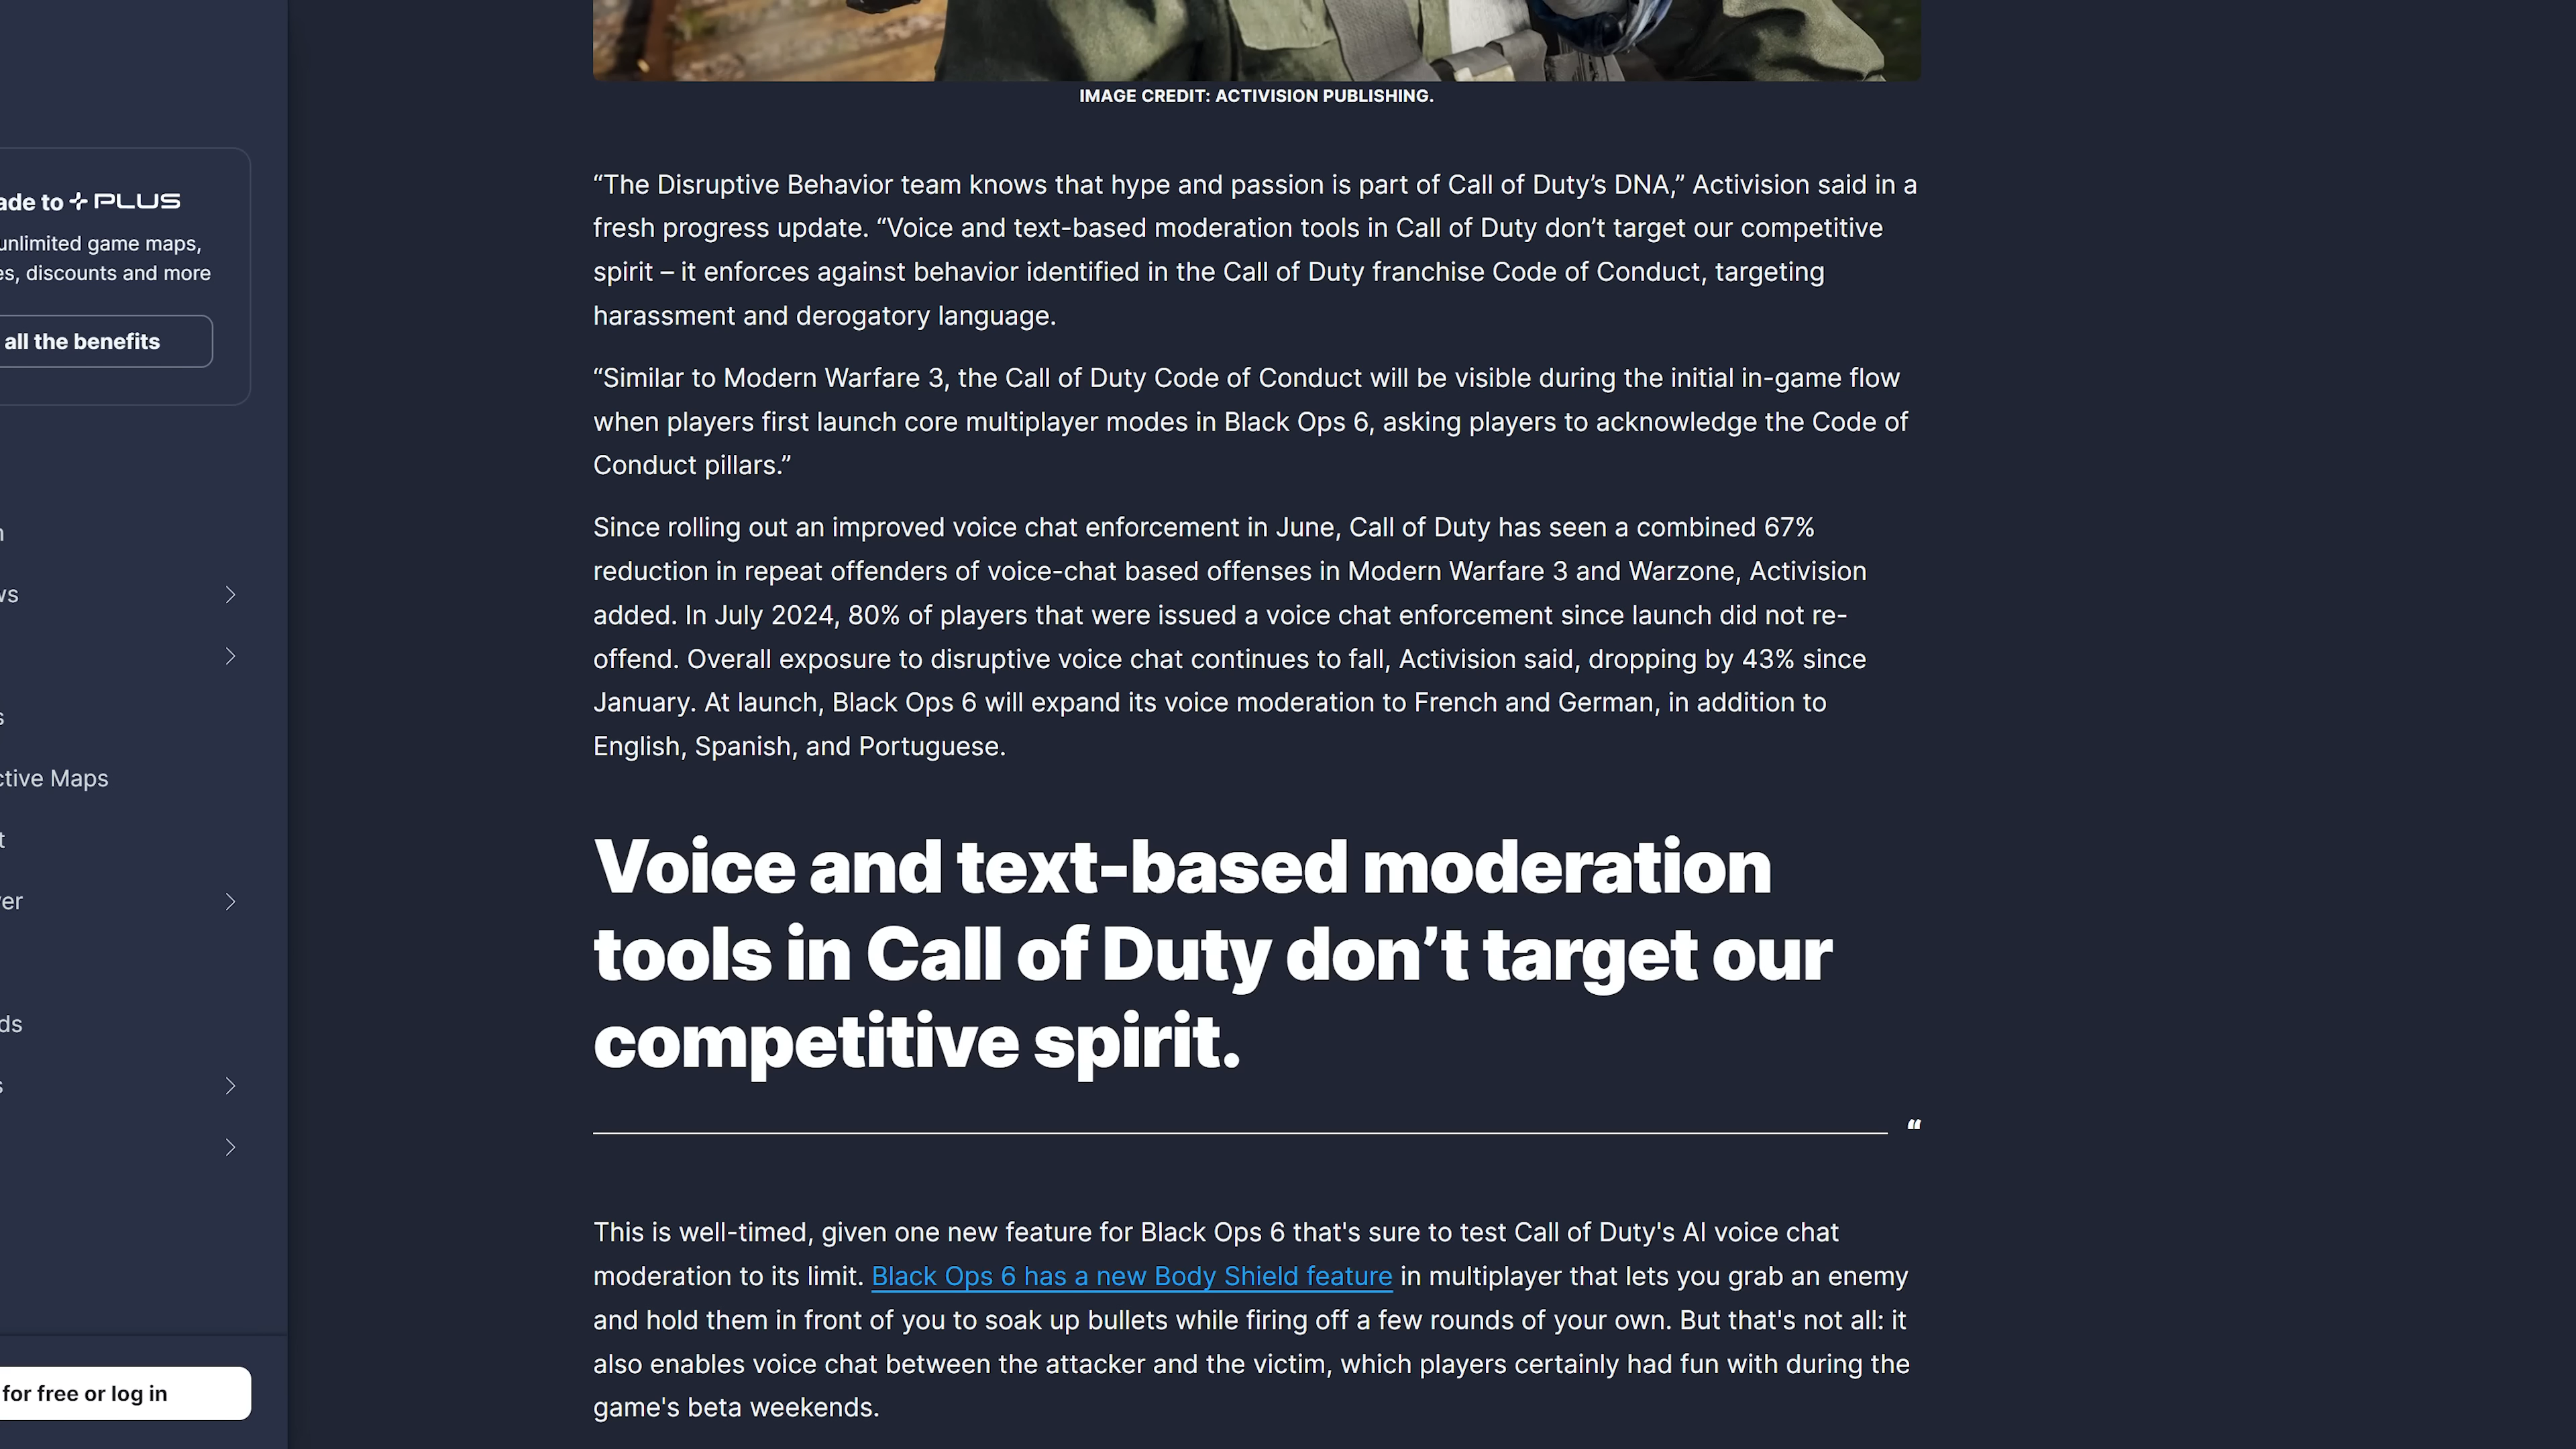 IMAGE CREDIT: ACTIVISION PUBLISHING.
“The Disruptive Behavior team knows that hype and passion is part of Call of Duty’s DNA,” Activision said in a
fresh progress update. “Voice and text-based moderation tools in Call of Duty don’t target our competitive
spirit – it enforces against behavior identified in the Call of Duty franchise Code of Conduct, targeting
harassment and derogatory language.
“Similar to Modern Warfare 3, the Call of Duty Code of Conduct will be visible during the initial in-game flow
when players first launch core multiplayer modes in Black Ops 6, asking players to acknowledge the Code of
Conduct pillars.”
Since rolling out an improved voice chat enforcement in June, Call of Duty has seen a combined 67%
reduction in repeat offenders of voice-chat based offenses in Modern Warfare 3 and Warzone, Activision
added. In July 2024, 80% of players that were issued a voice chat enforcement since launch did not re-
offend. Overall exposure to disruptive voice chat continues to fall, Activision said, dropping by 43% since
January. At launch, Black Ops 6 will expand its voice moderation to French and German, in addition to
English, Spanish, and Portuguese.
Voice and text-based moderation
tools in Call of Duty don’t target our
competitive spirit.
“
This is well-timed, given one new feature for Black Ops 6 that's sure to test Call of Duty's AI voice chat
moderation to its limit. Black Ops 6 has a new Body Shield feature in multiplayer that lets you grab an enemy
and hold them in front of you to soak up bullets while firing off a few rounds of your own. But that's not all: it
also enables voice chat between the attacker and the victim, which players certainly had fun with during the
game's beta weekends.
ade to PLUS
unlimited game maps,
es, discounts and more
all the benefits
ws
s
ctive Maps
t
er
ds
s
for free or log in